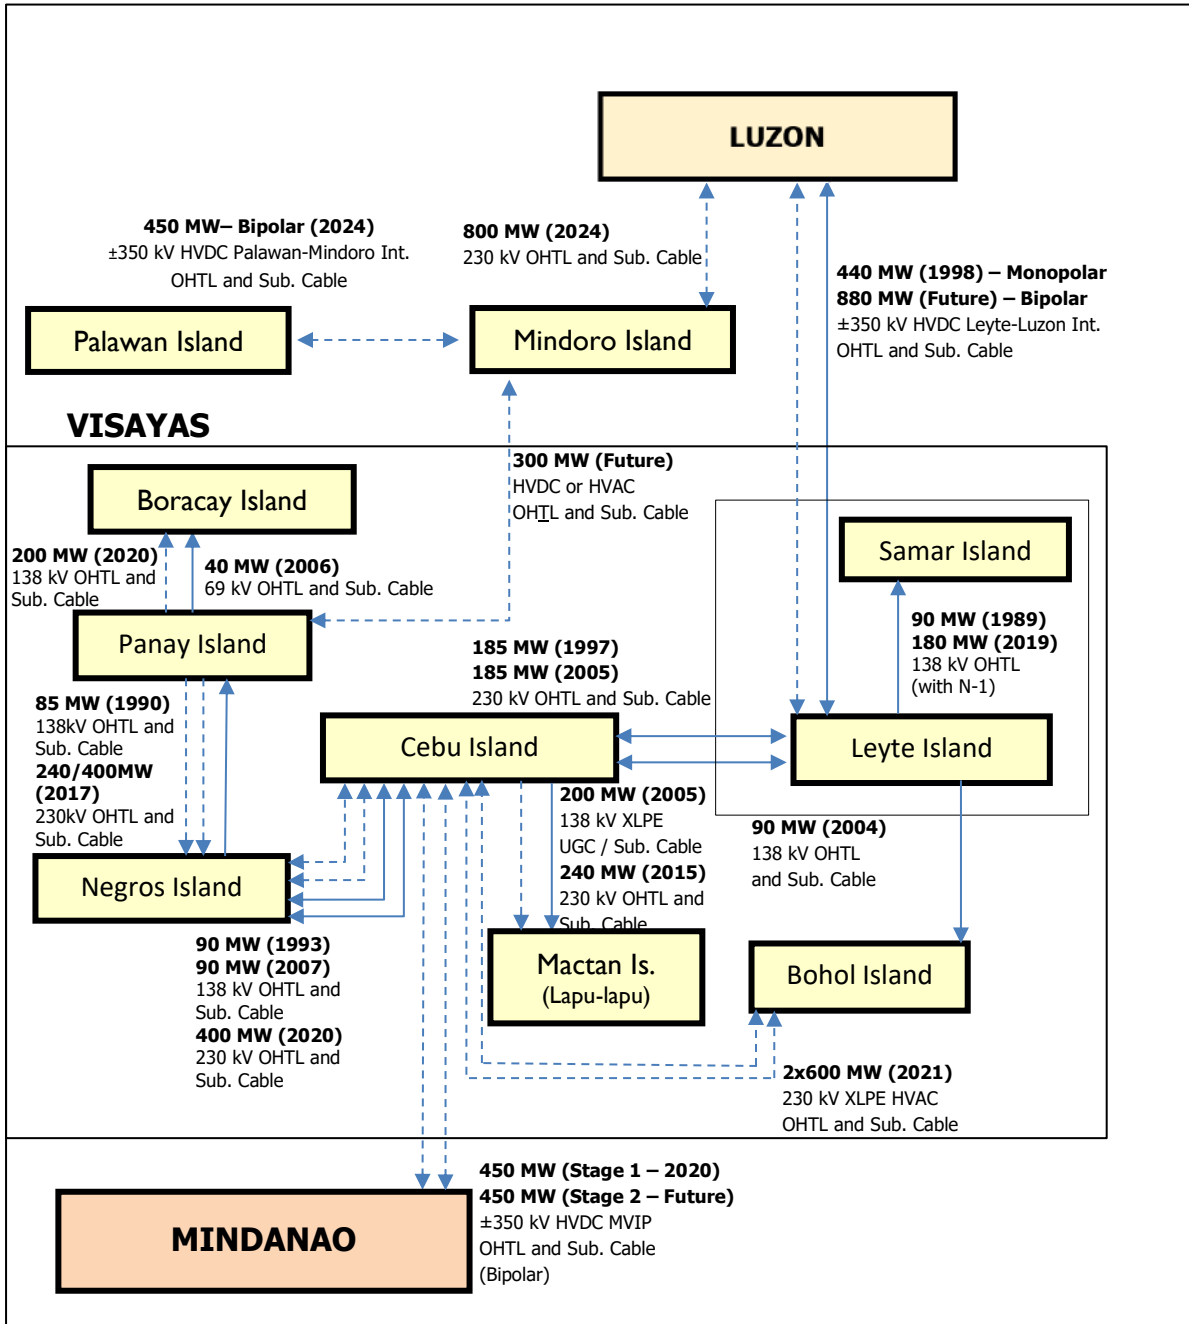 LUZON
450 MW– Bipolar (2024)
±350 kV HVDC Palawan-Mindoro Int.
OHTL and Sub. Cable
800 MW (2024)
230 kV OHTL and Sub. Cable
440 MW (1998) – Monopolar
880 MW (Future) – Bipolar
±350 kV HVDC Leyte-Luzon Int.
OHTL and Sub. Cable
Palawan Island
Mindoro Island
VISAYAS
300 MW (Future)
HVDC or HVAC
OHTL and Sub. Cable
Boracay Island
Samar Island
200 MW (2020)
138 kV OHTL and
Sub. Cable
40 MW (2006)
69 kV OHTL and Sub. Cable
Panay Island
90 MW (1989)
180 MW (2019)
138 kV OHTL
(with N-1)
185 MW (1997)
185 MW (2005)
230 kV OHTL and Sub. Cable
85 MW (1990)
138kV OHTL and
Sub. Cable
240/400MW
(2017)
230kV OHTL and
Sub. Cable
Cebu Island
Leyte Island
200 MW (2005)
138 kV XLPE
UGC / Sub. Cable
240 MW (2015)
230 kV OHTL and
Sub. Cable
90 MW (2004)
138 kV OHTL
and Sub. Cable
Negros Island
90 MW (1993)
90 MW (2007)
138 kV OHTL and
Sub. Cable
400 MW (2020)
230 kV OHTL and
Sub. Cable
Mactan Is.
(Lapu-lapu)
Bohol Island
2x600 MW (2021)
230 kV XLPE HVAC
OHTL and Sub. Cable
MINDANAO
450 MW (Stage 1 – 2020)
450 MW (Stage 2 – Future)
±350 kV HVDC MVIP
OHTL and Sub. Cable
(Bipolar)